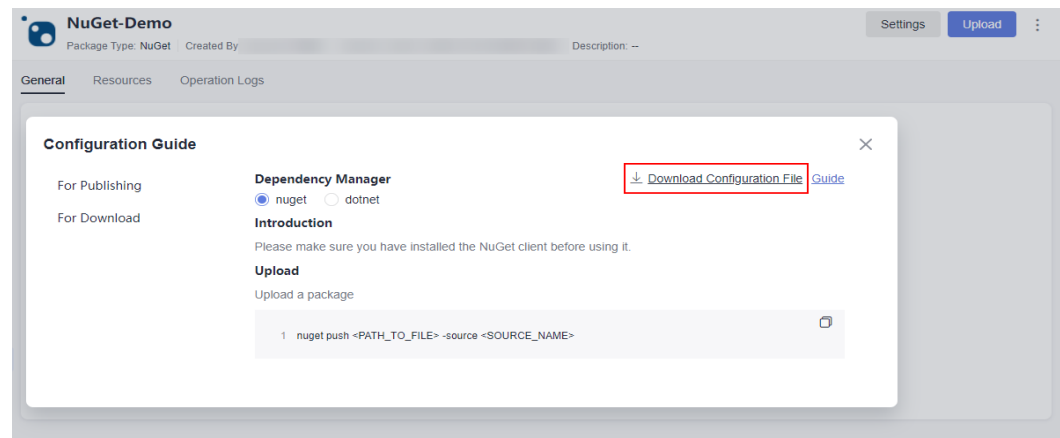 NuGet-Demo
Settings
Upload
Package Type: NuGet Created By
Description: --
General Resources Operation Logs
Configuration Guide
For Publishing
For Download
Dependency Manager
Download Configuration File Guide
nuget dotnet
Introduction
Please make sure you have installed the NuGet client before using it.
Upload
Upload a package
1 nuget push <PATH_TO_FILE> -source <SOURCE_NAME>